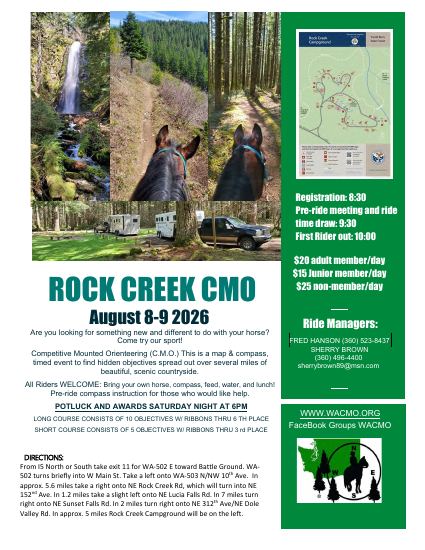 Rock Creek
Campground
Registration: 8:30
Pre-ride meeting and ride
time draw: 9:30
First Rider out: 10:00
$20 adult member/day
$15 Junior member/day
$25 non-member/day
Ride Managers:
FRED HANSON (360) 523-8437
SHERRY BROWN
(360) 496-4400
sherrybrown89@msn.com
WWW.WACMO.ORG
FaceBook Groups WACMO
ROCK CREEK CMO
August 8-9 2026
Are you looking for something new and different to do with your horse?
Come try our sport!
Competitive Mounted Orienteering (C.M.O.) This is a map & compass,
timed event to find hidden objectives spread out over several miles of
beautiful, scenic countryside.
All Riders WELCOME: Bring your own horse, compass, feed, water, and lunch!
Pre-ride compass instruction for those who would like help.
POTLUCK AND AWARDS SATURDAY NIGHT AT 6PM
LONG COURSE CONSISTS OF 10 OBJECTIVES W/ RIBBONS THRU 6 TH PLACE
SHORT COURSE CONSISTS OF 5 OBJECTIVES W/ RIBBONS THRU 3 rd PLACE
DIRECTIONS:
From I5 North or South take exit 11 for WA-502 E toward Battle Ground. WA-
502 turns briefly into W Main St. Take a left onto WA-503 N/NW 10th Ave. In
approx. 5.6 miles take a right onto NE Rock Creek Rd, which will turn into NE
152nd Ave. In 1.2 miles take a slight left onto NE Lucia Falls Rd. In 7 miles turn
right onto NE Sunset Falls Rd. In 2 miles turn right onto NE 312th Ave/NE Dole
Valley Rd. In approx. 5 miles Rock Creek Campground will be on the left.